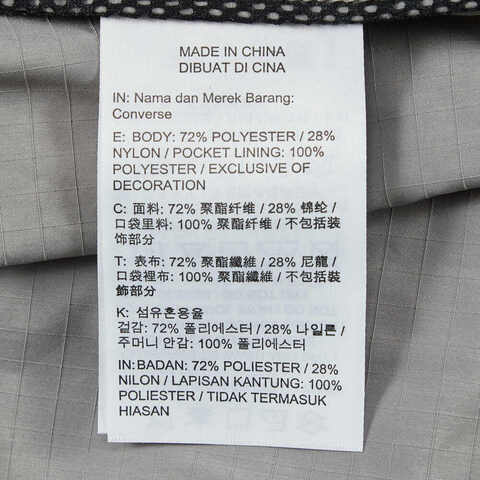 MADE IN CHINA
DIBUAT DI CINA
IN: Nama dan Merek Barang:
Converse
E: BODY: 72% POLYESTER / 28%
NYLON / POCKET LINING: 100%
POLYESTER / EXCLUSIVE OF
DECORATION
C: 面料: 72% 聚酯纤维 / 28% 锦纶 /
口袋里料: 100% 聚酯纤维 / 不包括装
饰部分
T: 表布: 72% 聚酯纖維 / 28% 尼龍 /
口袋裡布: 100% 聚酯纖維 / 不包括裝
飾部分
K: 섬유혼용율
겉감: 72% 폴리에스터 / 28% 나일론 /
주머니 안감: 100% 폴리에스터
IN: BADAN: 72% POLIESTER / 28%
NILON / LAPISAN KANTUNG: 100%
POLIESTER / TIDAK TERMASUK
HIASAN